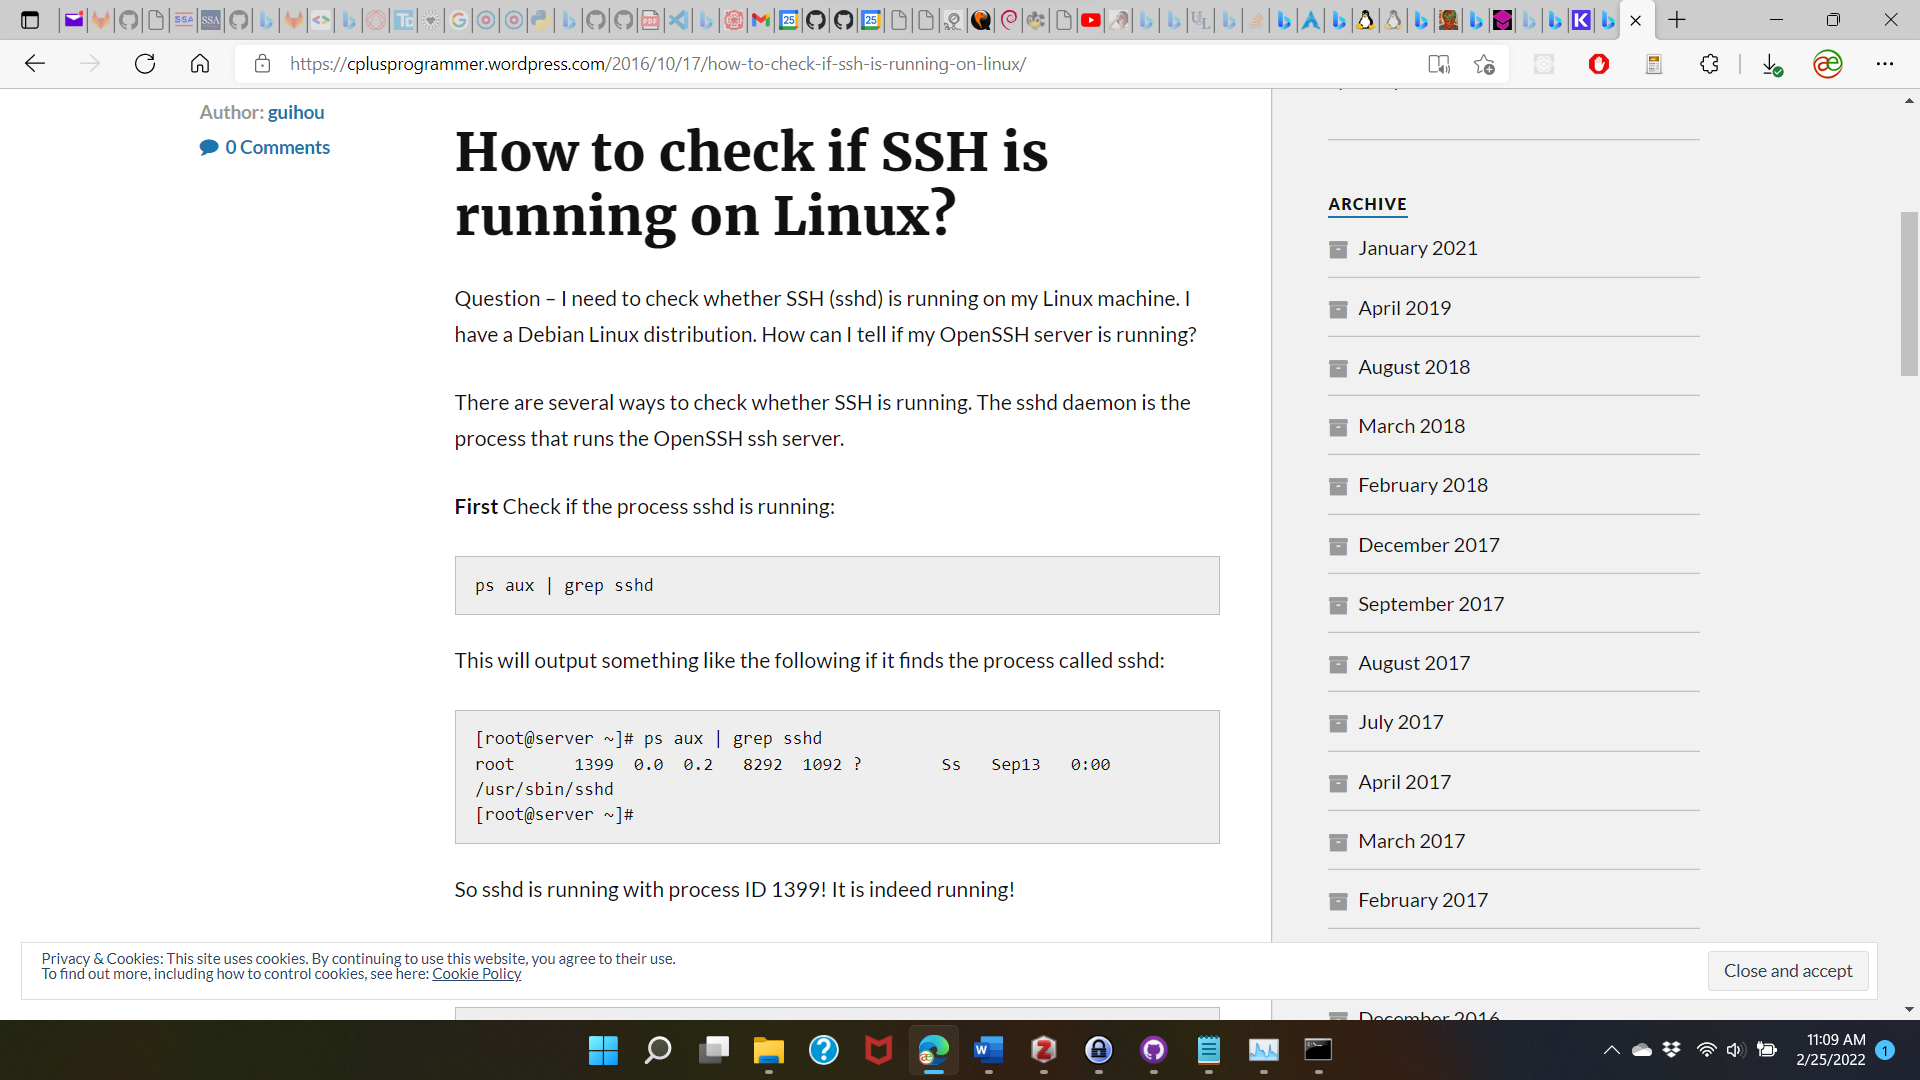 https://cplusprogrammer.wordpress.com/2016/10/17/how-to-check-if-ssh-is-running-on-linux/
Author: guihou
0 Comments
How to check if SSH is
running on Linux?
Question – I need to check whether SSH (sshd) is running on my Linux machine. I
have a Debian Linux distribution. How can I tell if my OpenSSH server is running?
There are several ways to check whether SSH is running. The sshd daemon is the
process that runs the OpenSSH ssh server.
First Check if the process sshd is running:
ps aux | grep sshd
This will output something like the following if it finds the process called sshd:
[root@server ~]# ps aux | grep sshd
root      1399  0.0  0.2   8292  1092 ?        Ss   Sep13   0:00
/usr/sbin/sshd
[root@server ~]#
So sshd is running with process ID 1399! It is indeed running!
ARCHIVE
January 2021
April 2019
August 2018
March 2018
February 2018
December 2017
September 2017
August 2017
July 2017
April 2017
March 2017
February 2017
December 2016
Privacy & Cookies: This site uses cookies. By continuing to use this website, you agree to their use.
To find out more, including how to control cookies, see here: Cookie Policy
Close and accept
11:09 AM
2/25/2022
1